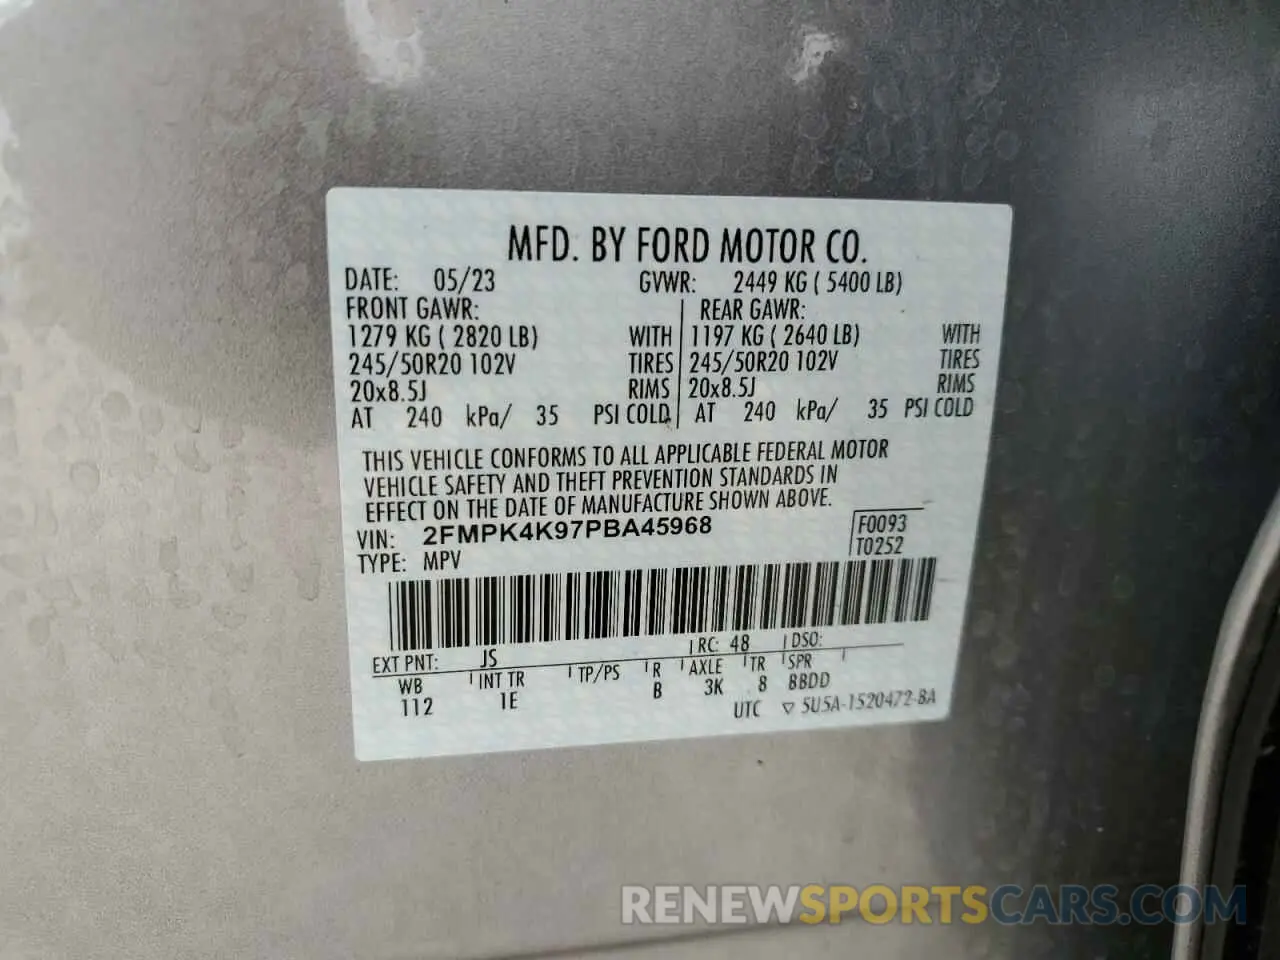 MFD. BY FORD MOTOR CO.
DATE: 05/23 GVWR: 2449 KG ( 5400 LB)
FRONT GAWR: REAR GAWR:
1279 KG ( 2820 LB) WITH 1197 KG ( 2640 LB) WITH
245/50R20 102V TIRES 245/50R20 102V TIRES
20x8.5J RIMS 20x8.5J RIMS
AT 240 kPa/ 35 PSI COLD AT 240 kPa/ 35 PSI COLD
THIS VEHICLE CONFORMS TO ALL APPLICABLE FEDERAL MOTOR
VEHICLE SAFETY AND THEFT PREVENTION STANDARDS IN
EFFECT ON THE DATE OF MANUFACTURE SHOWN ABOVE.
VIN: 2FMPK4K97PBA45968 F0093
TYPE: MPV T0252
EXT PNT: JS RC: 48 DSO:
WB INT TR TP/PS R AXLE TR SPR
112 1E B 3K 8 BBDD
UTC ▽ 5U5A-1520472-BA
RENEWSPORTSCARS.COM